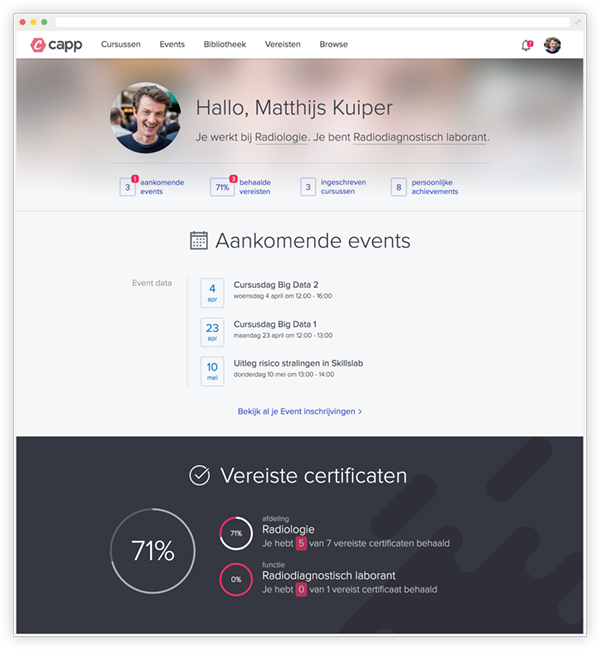 capp
Cursussen Events Bibliotheek Vereisten Browse
Hallo, Matthijs Kuiper
Je werkt bij Radiologie. Je bent Radiodiagnostisch laborant.
3 1 aankomende events
71% 3 behaalde vereisten
3 ingeschreven cursussen
8 persoonlijke achievements
Aankomende events
Event data
4 apr
Cursusdag Big Data 2
woensdag 4 april om 12:00 - 16:00
23 apr
Cursusdag Big Data 1
maandag 23 april om 12:00 - 13:00
10 mei
Uitleg risico stralingen in Skillslab
donderdag 10 mei om 13:00 - 14:00
Bekijk al je Event inschrijvingen >
Vereiste certificaten
71%
71%
afdeling
Radiologie
Je hebt 5 van 7 vereiste certificaten behaald
0%
functie
Radiodiagnostisch laborant
Je hebt 0 van 1 vereist certificaat behaald